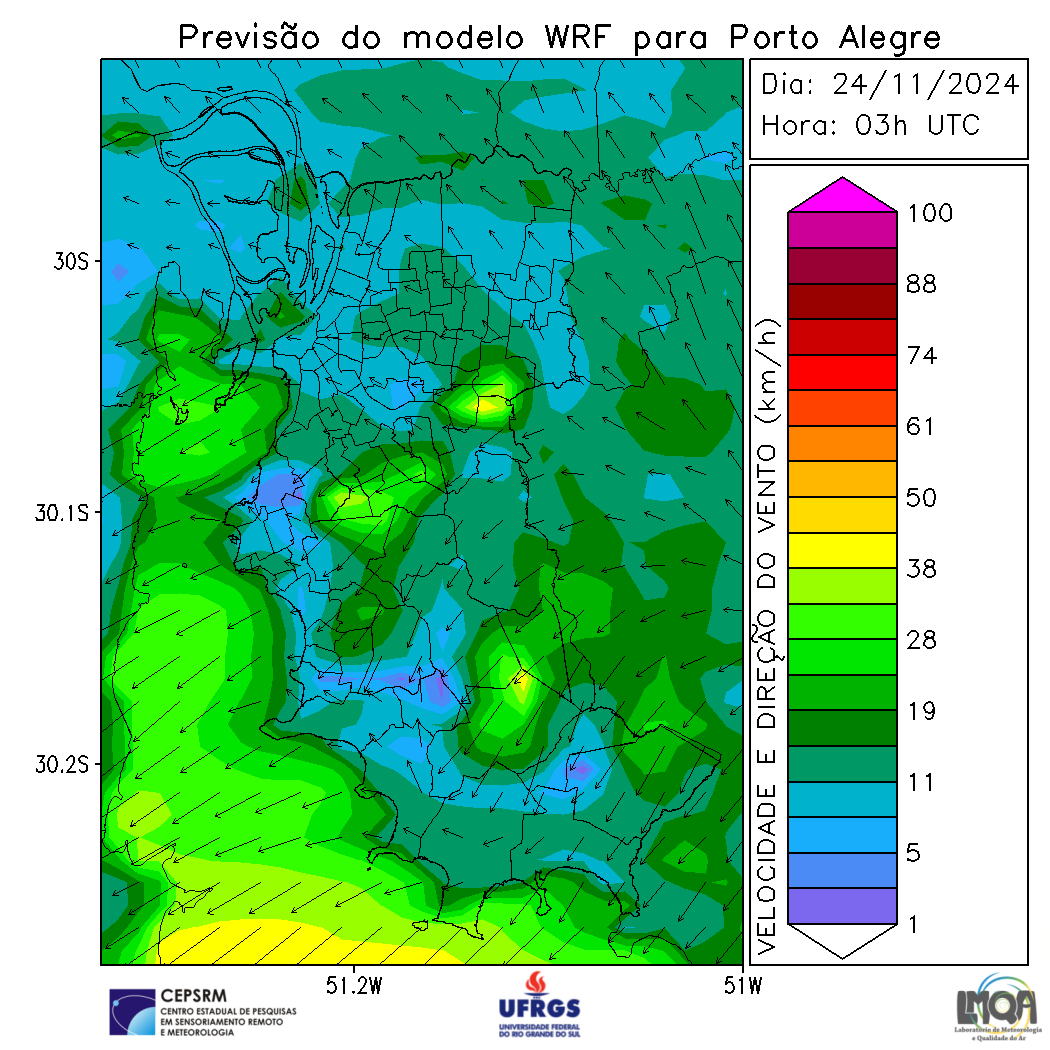 Previsão do modelo WRF para Porto Alegre
Dia: 24/11/2024
Hora: 03h UTC
30S
30.1S
30.2S
51.2W
51W
VELOCIDADE E DIREÇÃO DO VENTO (km/h)
100
88
74
61
50
38
28
19
11
5
1
CEPSRM
CENTRO ESTADUAL DE PESQUISAS
EM SENSORIAMENTO REMOTO
E METEOROLOGIA
UFRGS
UNIVERSIDADE FEDERAL
DO RIO GRANDE DO SUL
LMQA
Laboratório de Meteorologia
e Qualidade do Ar